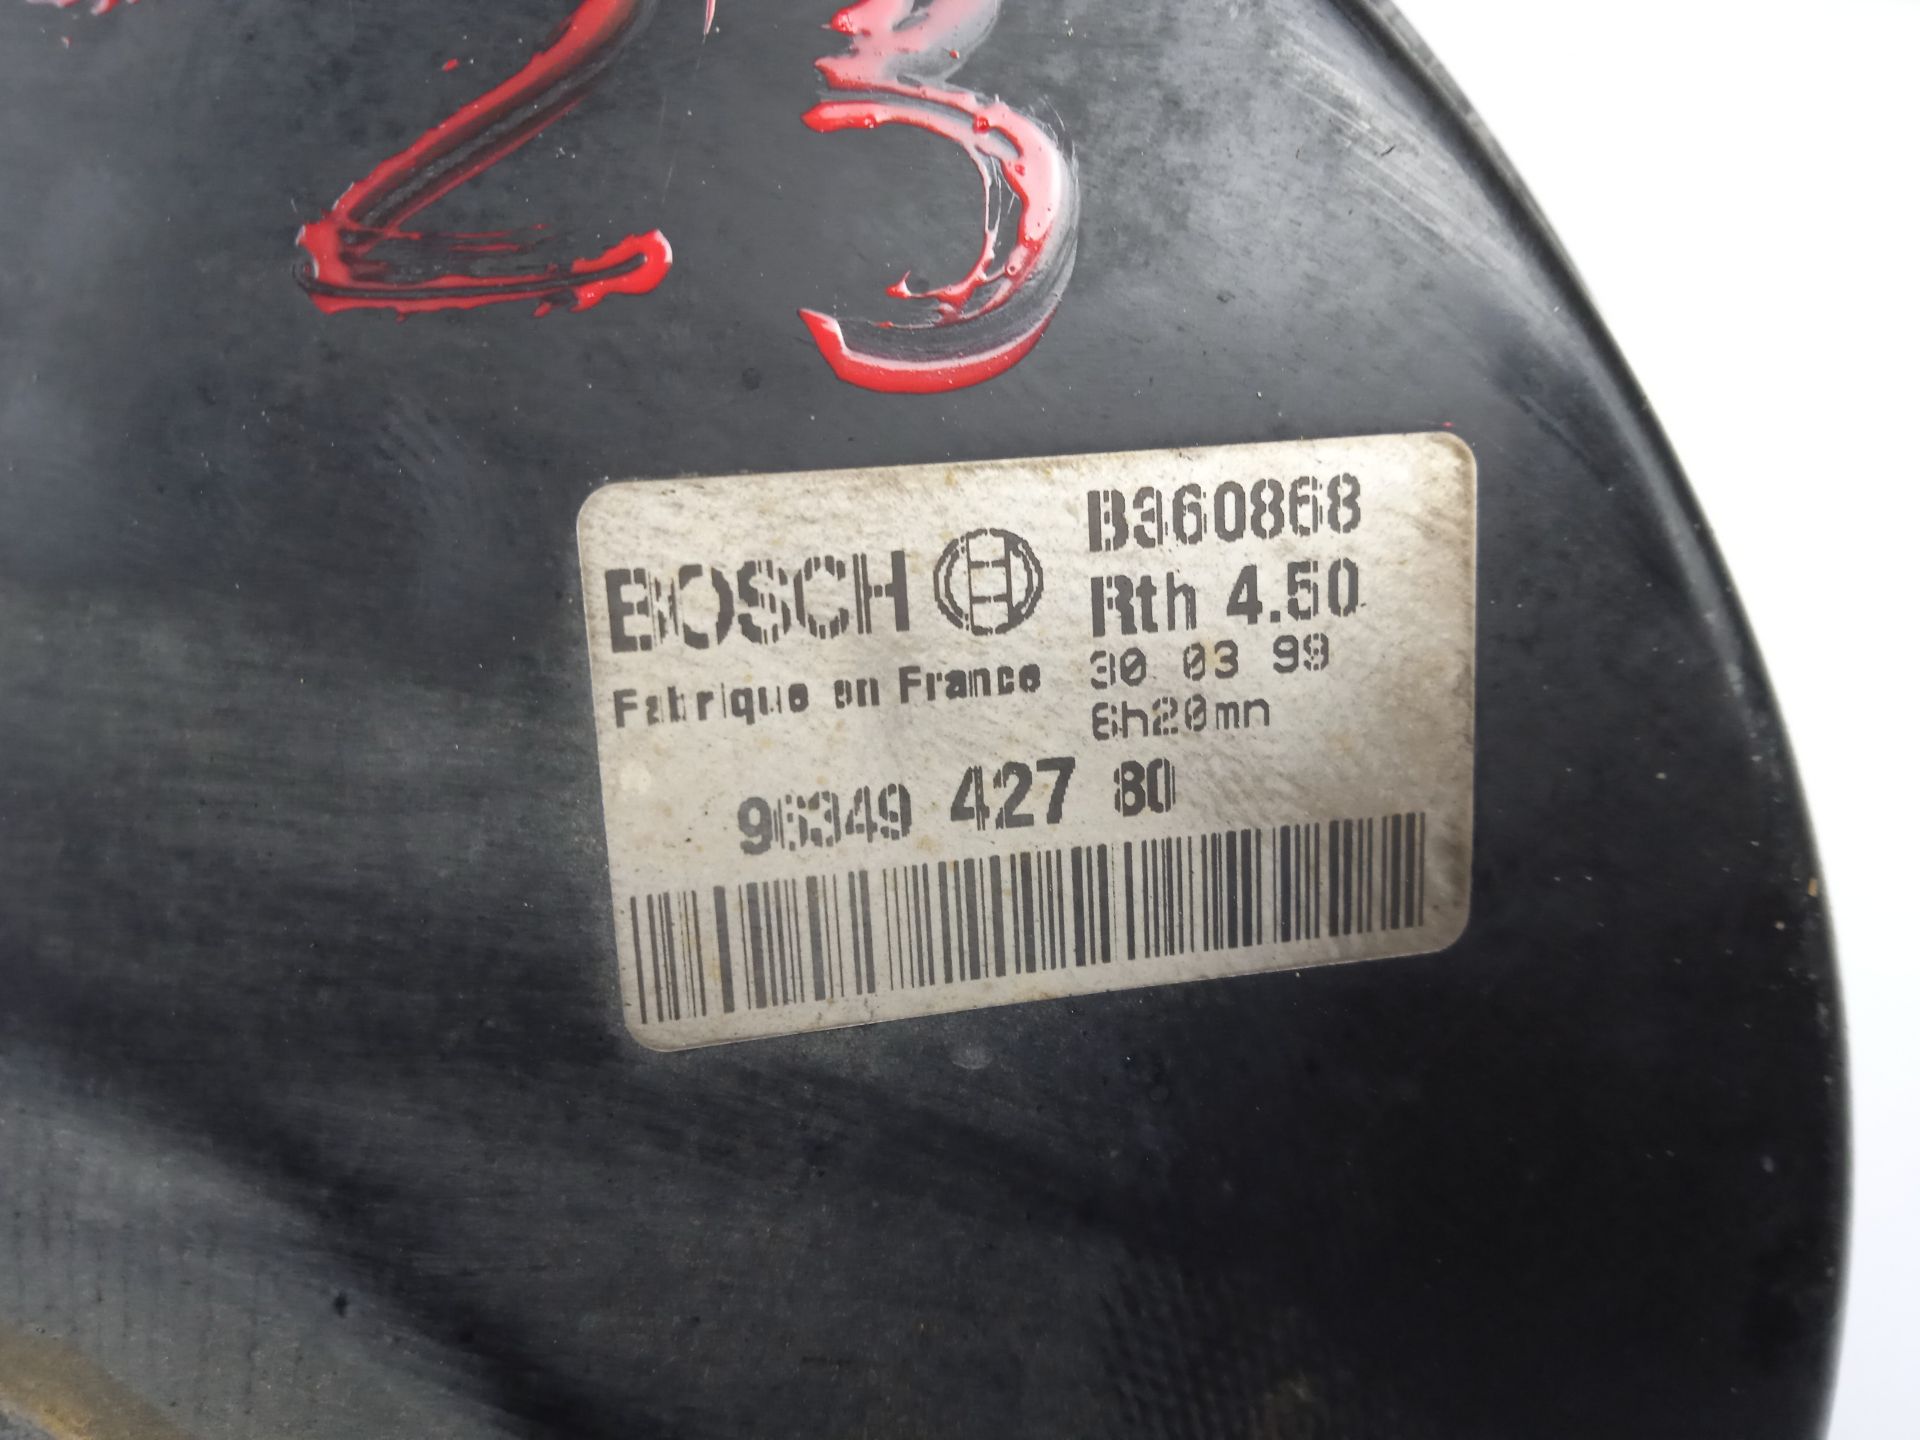 23
BOSCH
B360868
Rth 4.50
Fabrique en France
30 03 99
6h20mn
96349 427 80